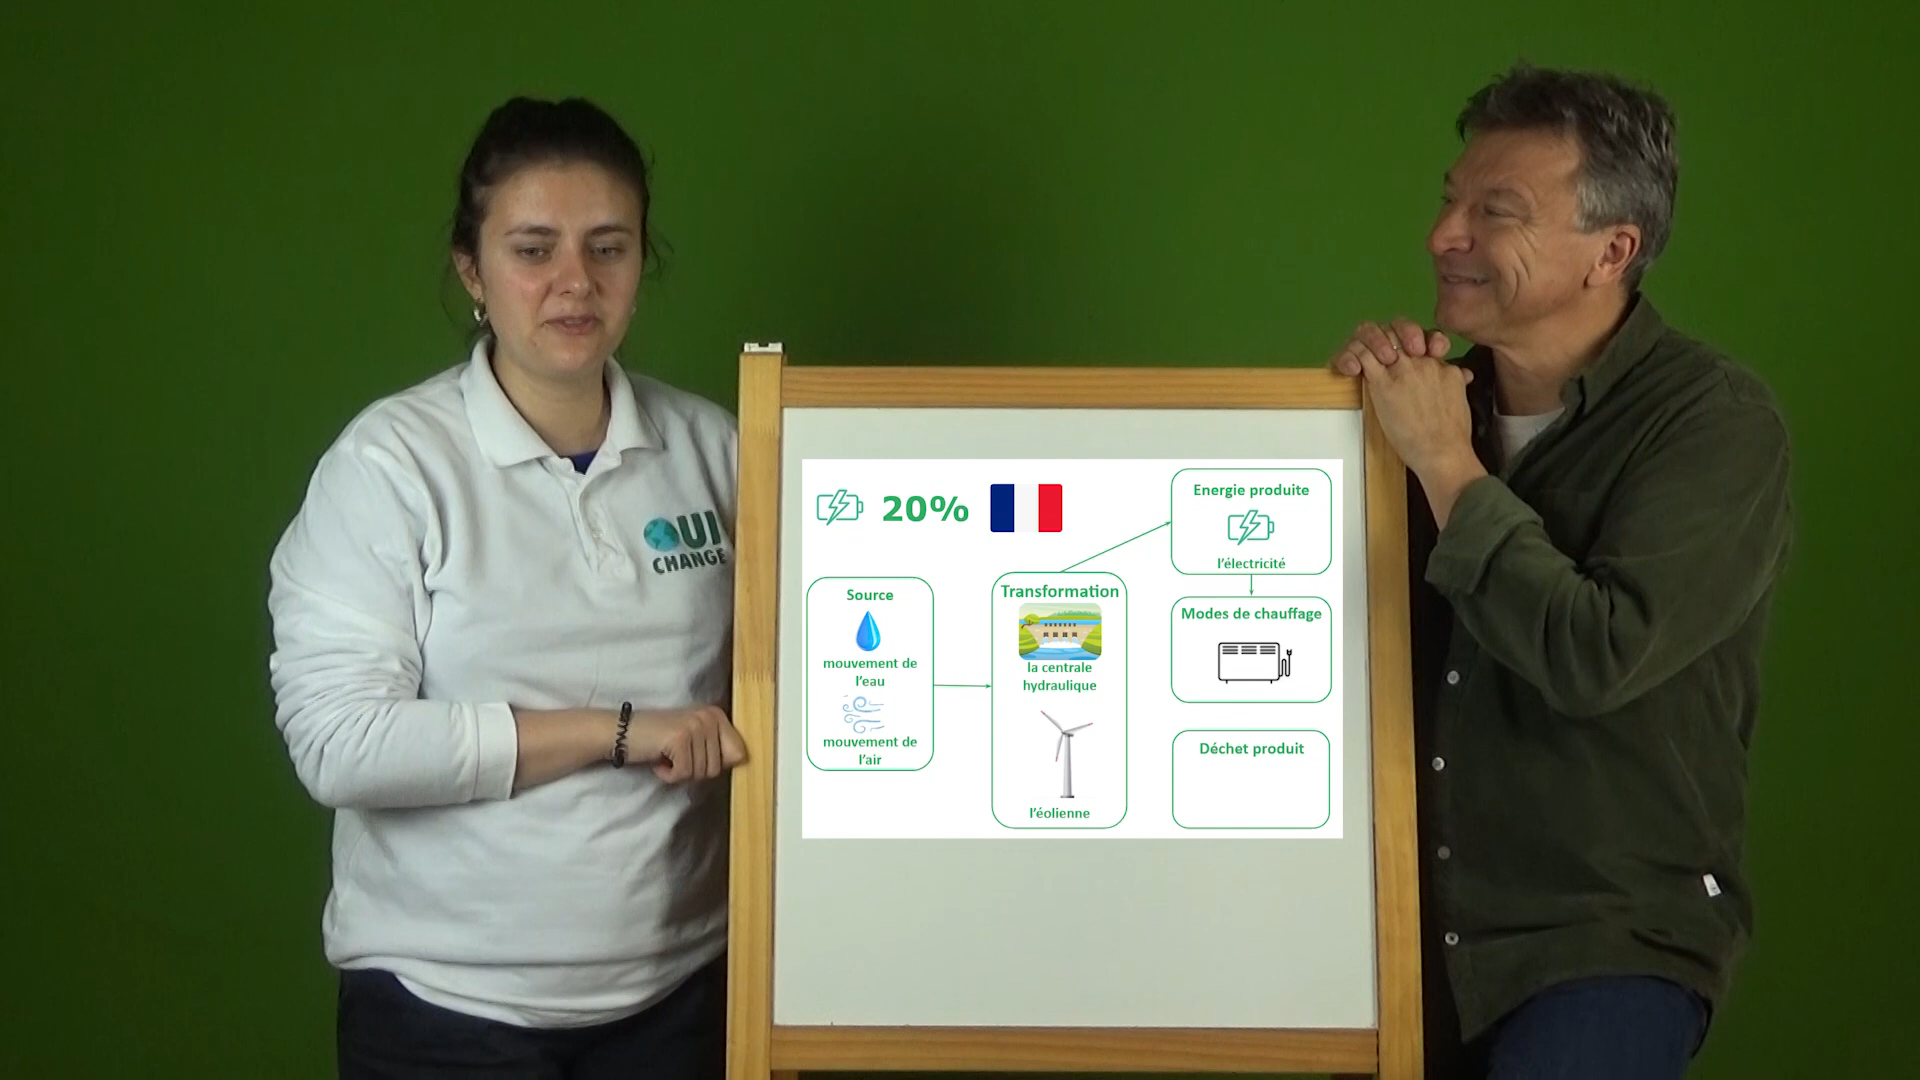 OUI
CHANGE
20%
Source
mouvement de
l'eau
mouvement de
l'air
Transformation
la centrale
hydraulique
l'éolienne
Energie produite
l'électricité
Modes de chauffage
Déchet produit